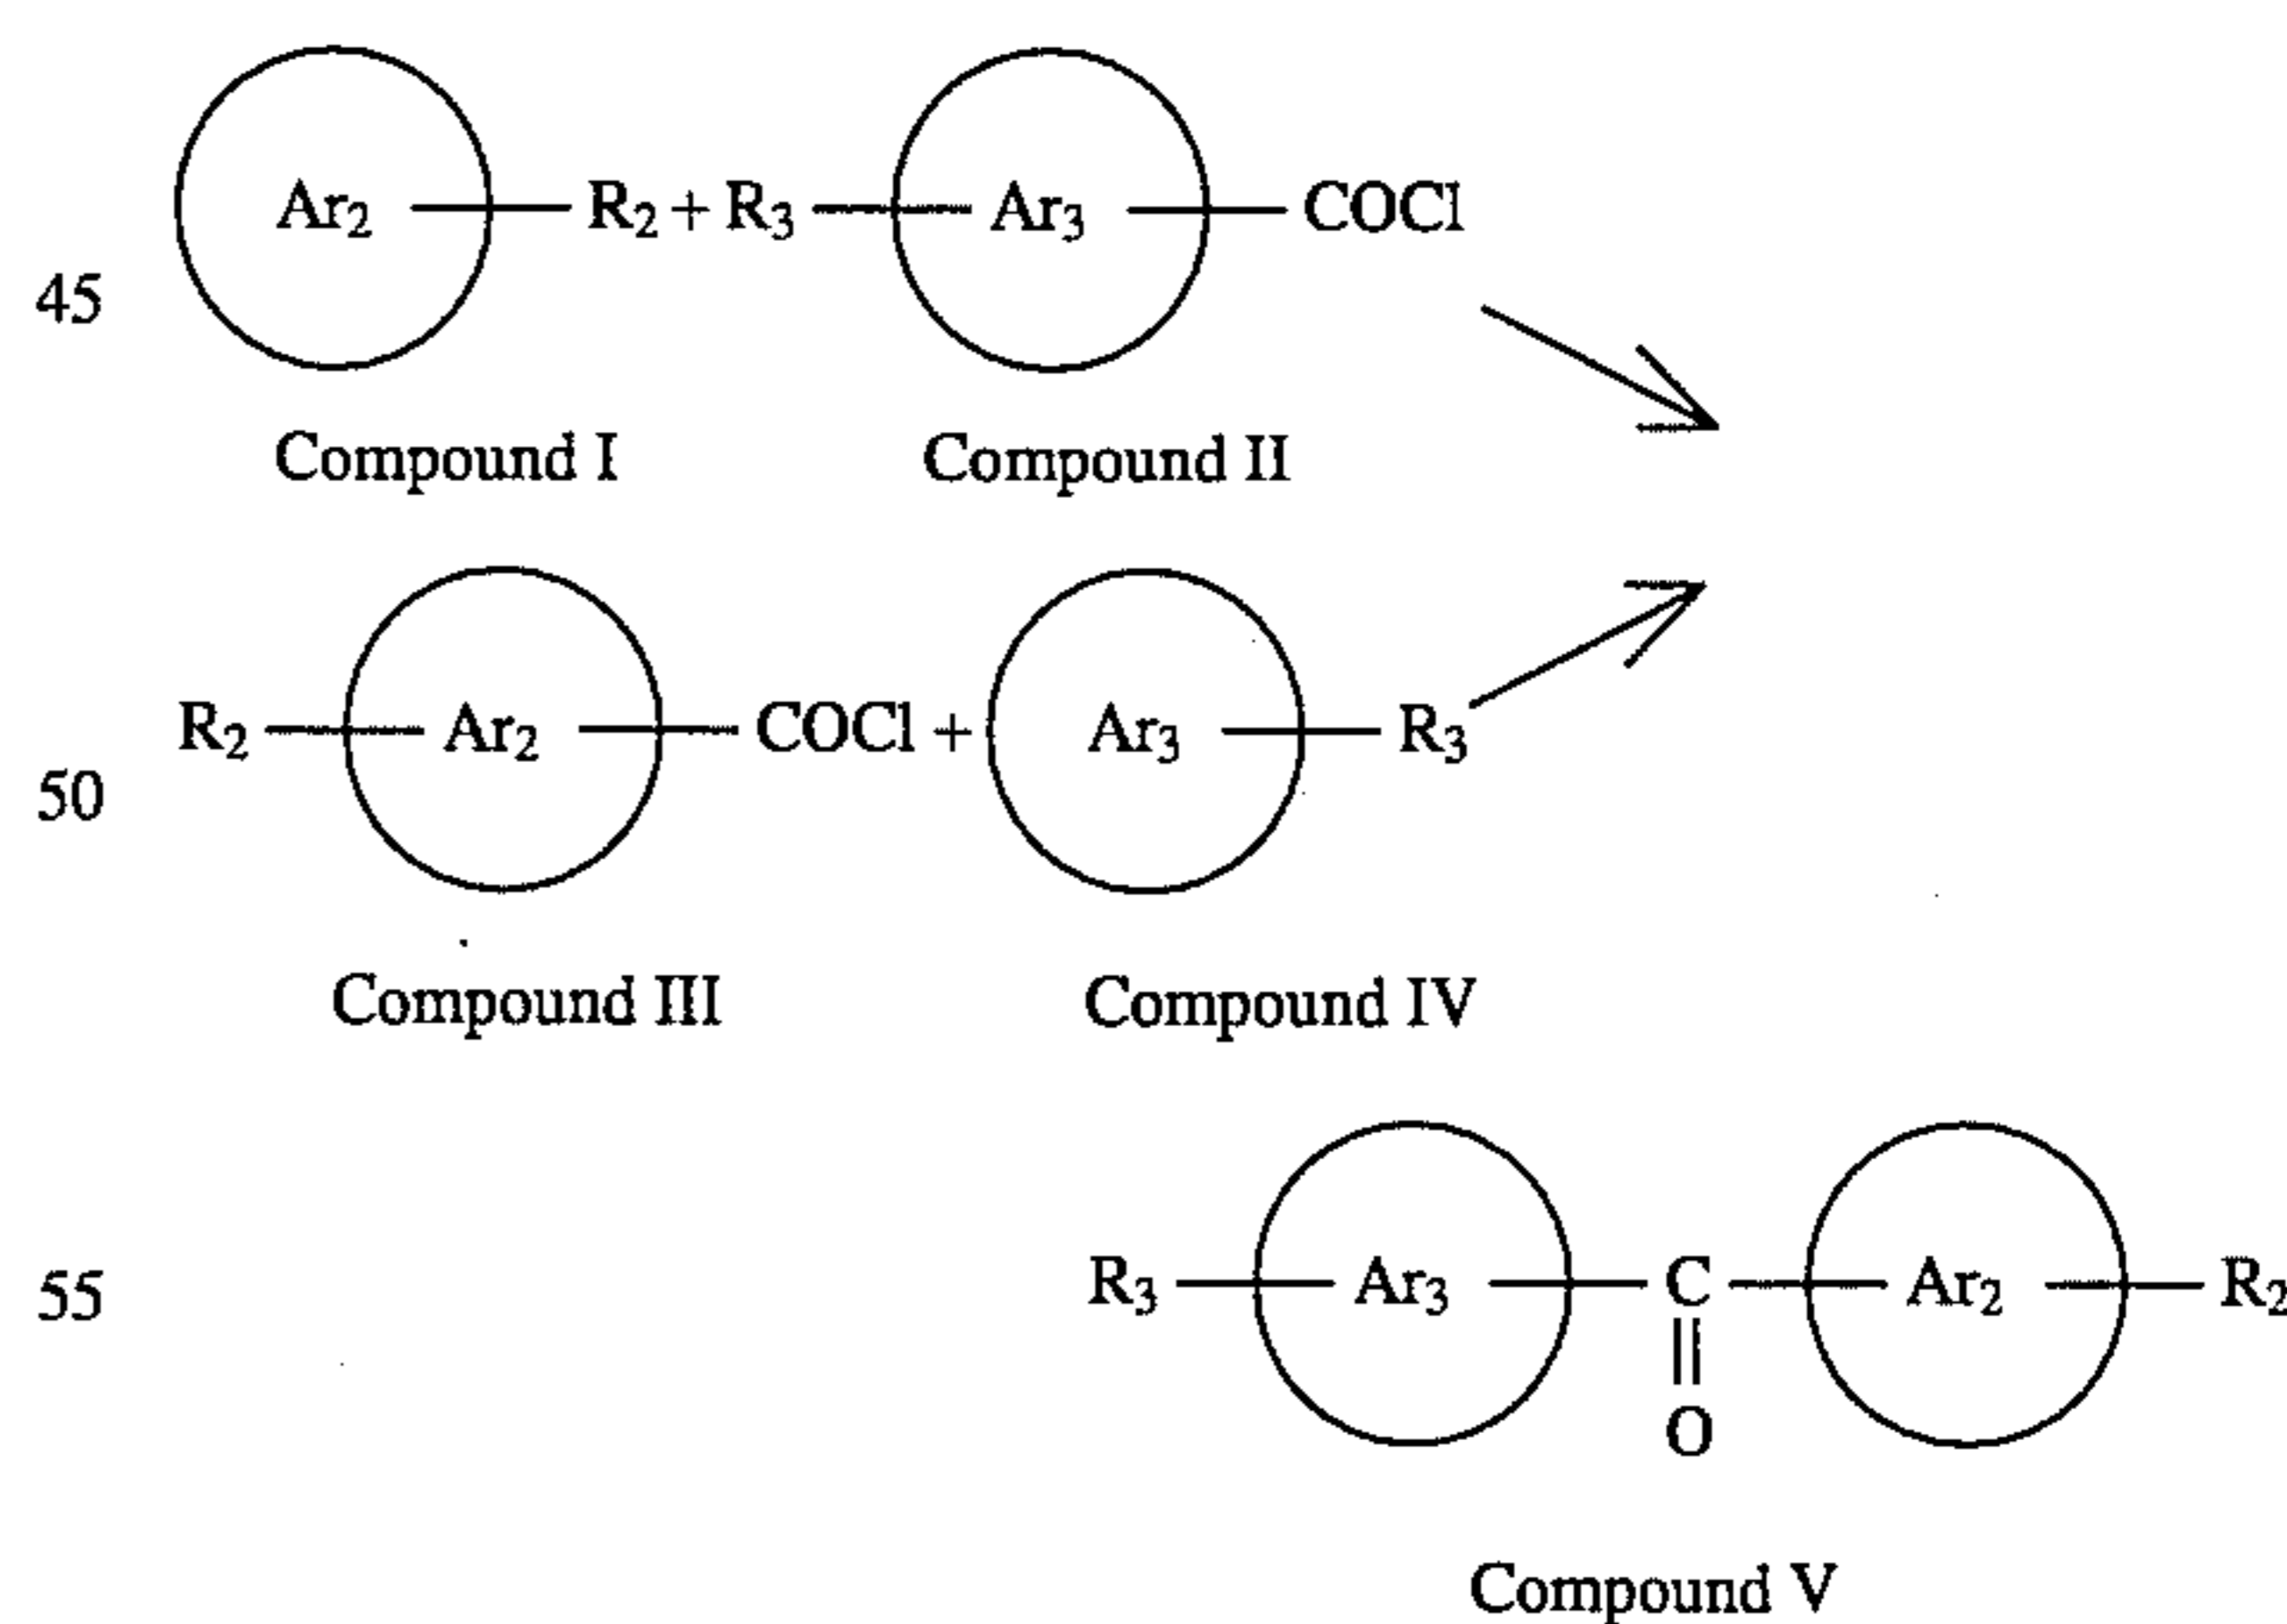 Ar2 R2 + R3 Ar3 COCl
45
Compound I Compound II
R2 Ar2 COCl + Ar3 R3
50
Compound III Compound IV
55 R3 Ar3 C Ar2 R2
O
Compound V